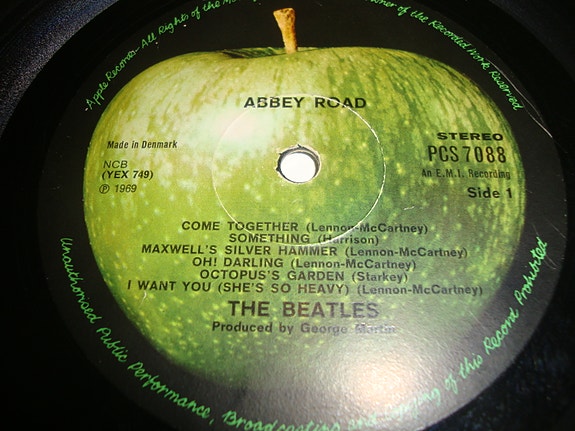 -Apple Records- All Rights of the
owner of the Recorded Work Reserved
ABBEY ROAD
Made in Denmark
NCB
(YEX 749)
℗ 1969
STEREO
PCS 7088
An E.M.I. Recording
Side 1
COME TOGETHER (Lennon-McCartney)
SOMETHING (Harrison)
MAXWELL'S SILVER HAMMER (Lennon-McCartney)
OH! DARLING (Lennon-McCartney)
OCTOPUS'S GARDEN (Starkey)
I WANT YOU (SHE'S SO HEAVY) (Lennon-McCartney)
THE BEATLES
Produced by George Martin
Unauthorised Public Performance, Broadcasting and Copying of this Record Prohibited